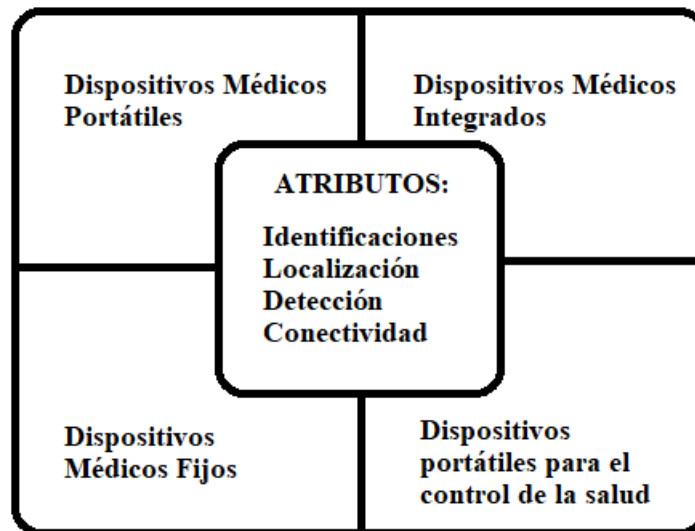 Dispositivos Médicos
Portátiles
Dispositivos Médicos
Integrados
ATRIBUTOS:
Identificaciones
Localización
Detección
Conectividad
Dispositivos
Médicos Fijos
Dispositivos
portátiles para el
control de la salud